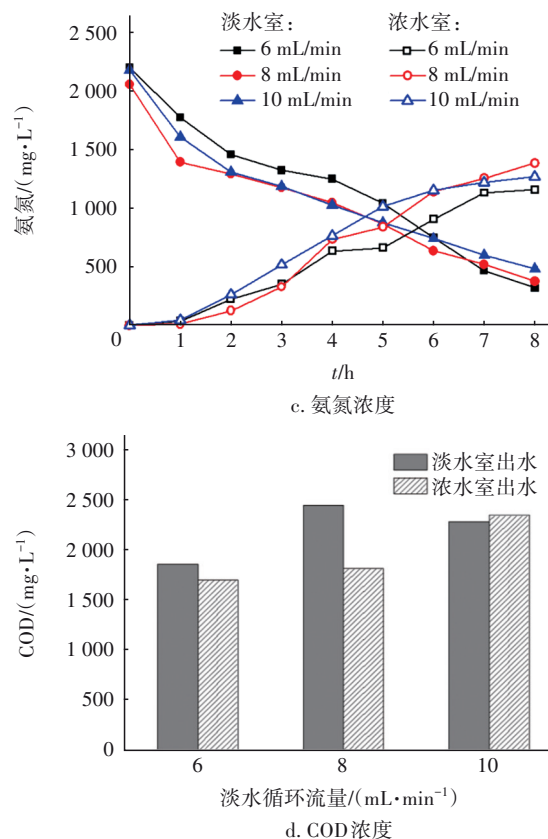 淡水室： 浓水室：
6 mL/min 6 mL/min
8 mL/min 8 mL/min
10 mL/min 10 mL/min
2 500
2 000
1 500
1 000
500
氨氮/(mg•L⁻¹)
0 1 2 3 4 5 6 7 8
t/h
c. 氨氮浓度
3 000
2 500
2 000
1 500
1 000
500
0
COD/(mg•L⁻¹)
淡水室出水
浓水室出水
6 8 10
淡水循环流量/(mL•min⁻¹)
d. COD浓度